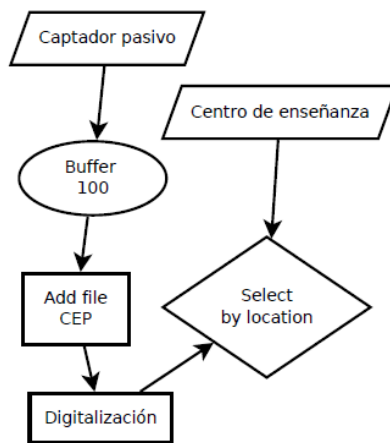 Captador pasivo
Centro de enseñanza
Buffer
100
Add file
CEP
Select
by location
Digitalización